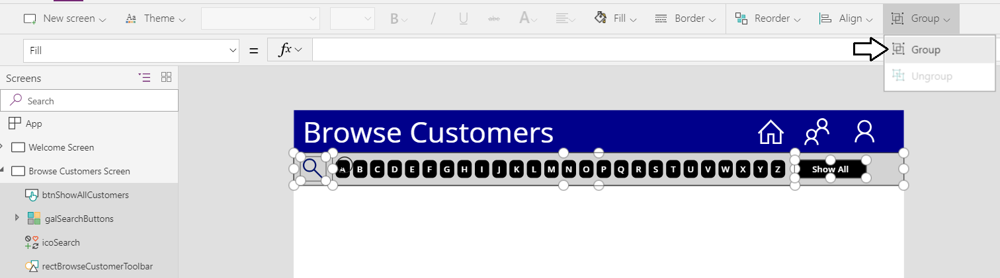 New screen Theme B / U abc A Fill Border Reorder Align Group
Fill = fx
Group
Ungroup
Screens
Search
App
Welcome Screen
Browse Customers Screen
btnShowAllCustomers
galSearchButtons
icoSearch
rectBrowseCustomerToolbar
Browse Customers
A B C D E F G H I J K L M N O P Q R S T U V W X Y Z Show All